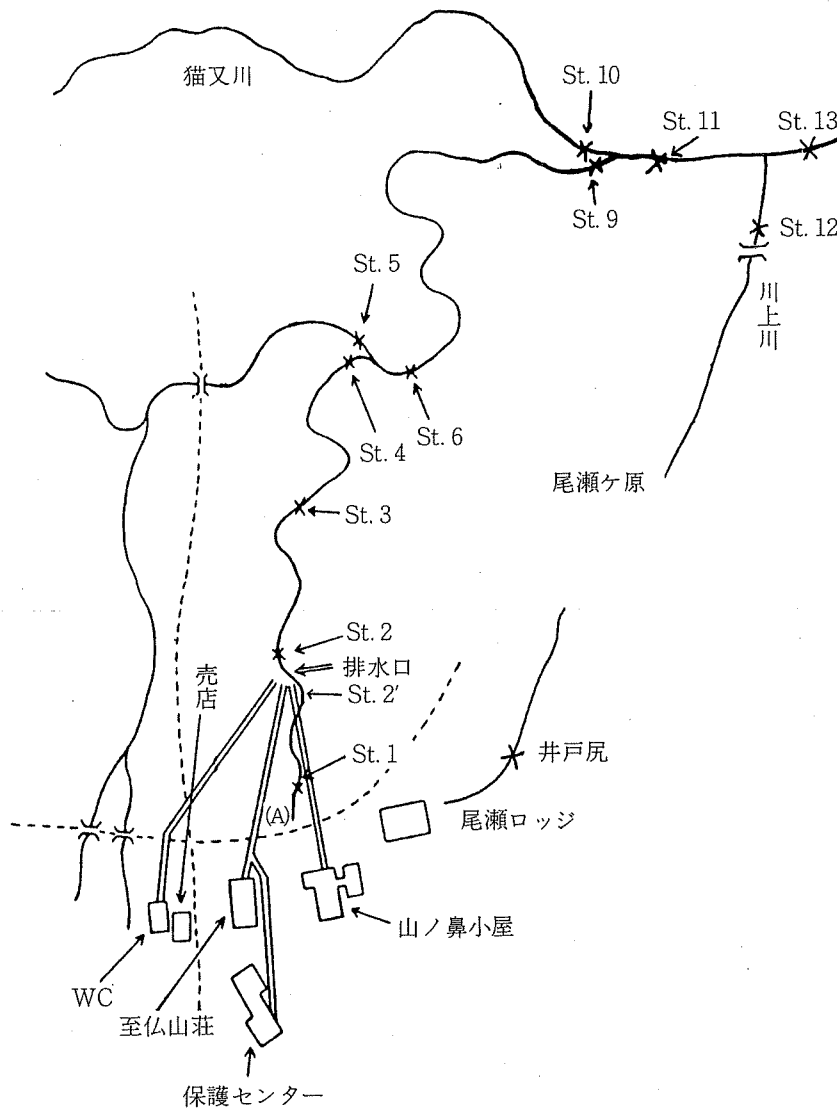 猫又川
St. 10
St. 11
St. 13
St. 9
St. 12
川上川
St. 5
St. 4
St. 6
尾瀬ケ原
St. 3
St. 2
排水口
St. 2′
売店
St. 1
(A)
井戸尻
尾瀬ロッジ
山ノ鼻小屋
WC
至仏山荘
保護センター